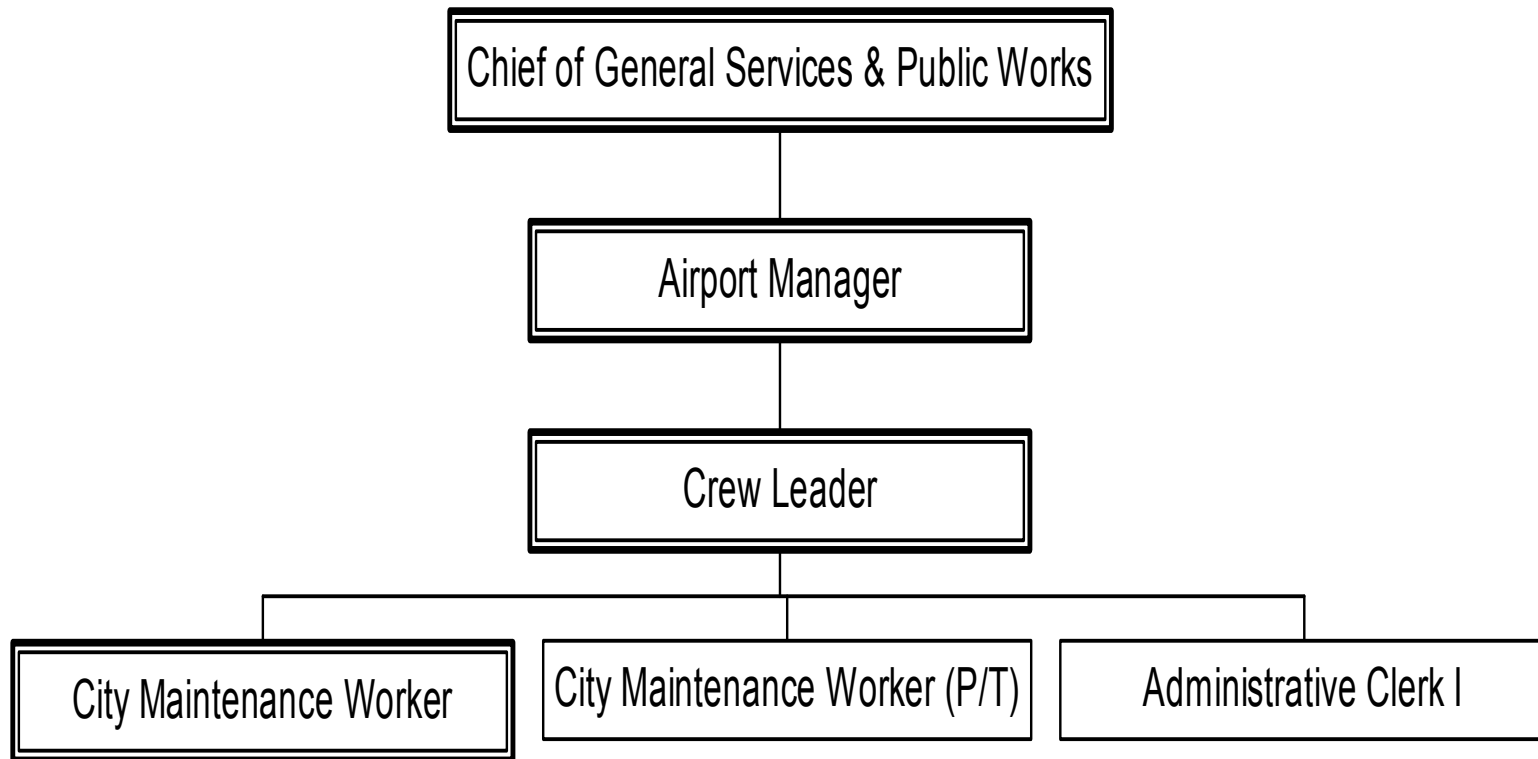 Chief of General Services & Public Works
Airport Manager
Crew Leader
City Maintenance Worker
City Maintenance Worker (P/T)
Administrative Clerk I